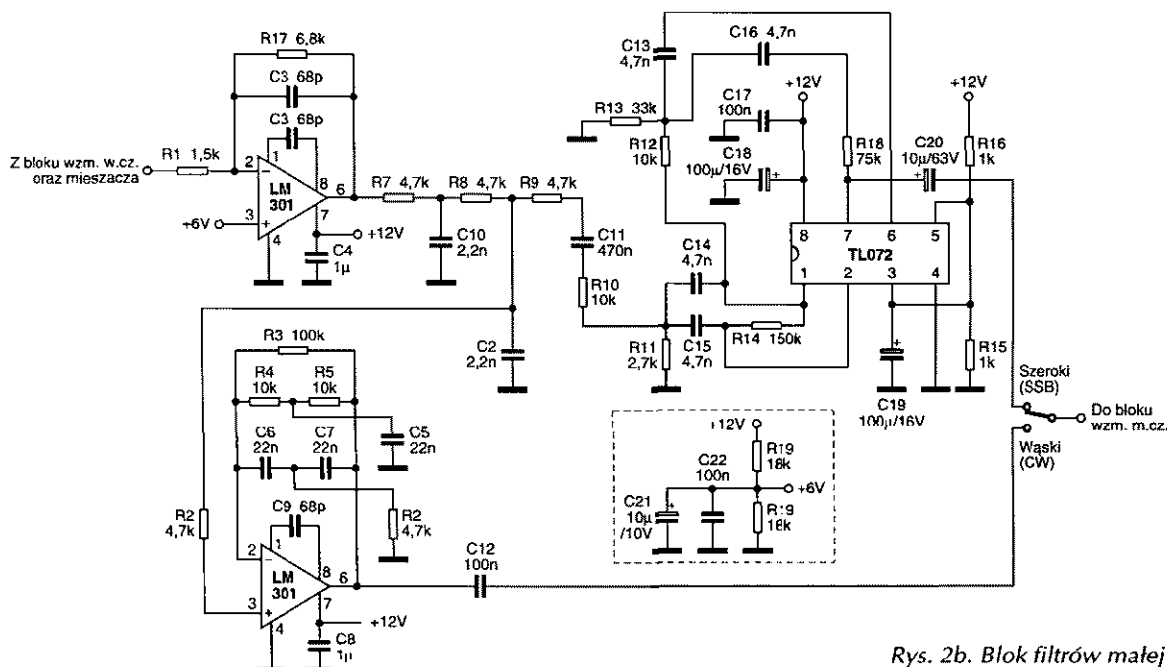 R17 6,8k
C3 68p
C3 68p
Z bloku wzm. w.cz.
oraz mieszacza
R1 1,5k
2
1
8
6
7
3
4
LM
301
+6V
+12V
C4
1µ
R7 4,7k
R8 4,7k
R9 4,7k
C10
2,2n
C11
470n
R10
10k
C2
2,2n
C13
4,7n
C16 4,7n
R13 33k
R12
10k
C17
100n
+12V
C18
100µ/16V
+
R18
75k
C20
10µ/63V
+
+12V
R16
1k
8
7
6
5
TL072
1
2
3
4
C14
4,7n
C15
4,7n
R14 150k
R11
2,7k
+
C19
100µ/16V
R15
1k
Szeroki
(SSB)
Do bloku
wzm. m.cz.
Wąski
(CW)
R3 100k
R4
10k
R5
10k
C6
22n
C7
22n
C5
22n
R2
4,7k
C9 68p
R2
4,7k
2
1
8
6
7
3
4
LM
301
+12V
C8
1µ
C12
100n
+12V
R19
18k
C22
100n
+6V
C21
10µ
/10V
+
R19
18k
Rys. 2b. Blok filtrów małej